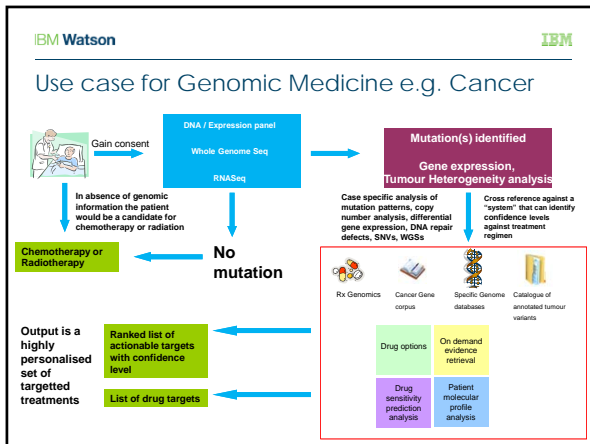 IBM Watson
IBM
Use case for Genomic Medicine e.g. Cancer
Gain consent
DNA / Expression panel
Whole Genome Seq
RNASeq
Mutation(s) identified
Gene expression,
Tumour Heterogeneity analysis
In absence of genomic
information the patient
would be a candidate for
chemotherapy or radiation
Case specific analysis of
mutation patterns, copy
number analysis, differential
gene expression, DNA repair
defects, SNVs, WGSs
Cross reference against a
"system" that can identify
confidence levels
against treatment
regimen
Chemotherapy or
Radiotherapy
No
mutation
Rx Genomics
Cancer Gene
corpus
Specific Genome
databases
Catalogue of
annotated tumour
variants
Output is a
highly
personalised
set of
targetted
treatments
Ranked list of
actionable targets
with confidence
level
List of drug targets
Drug options
On demand
evidence
retrieval
Drug
sensitivity
prediction
analysis
Patient
molecular
profile
analysis